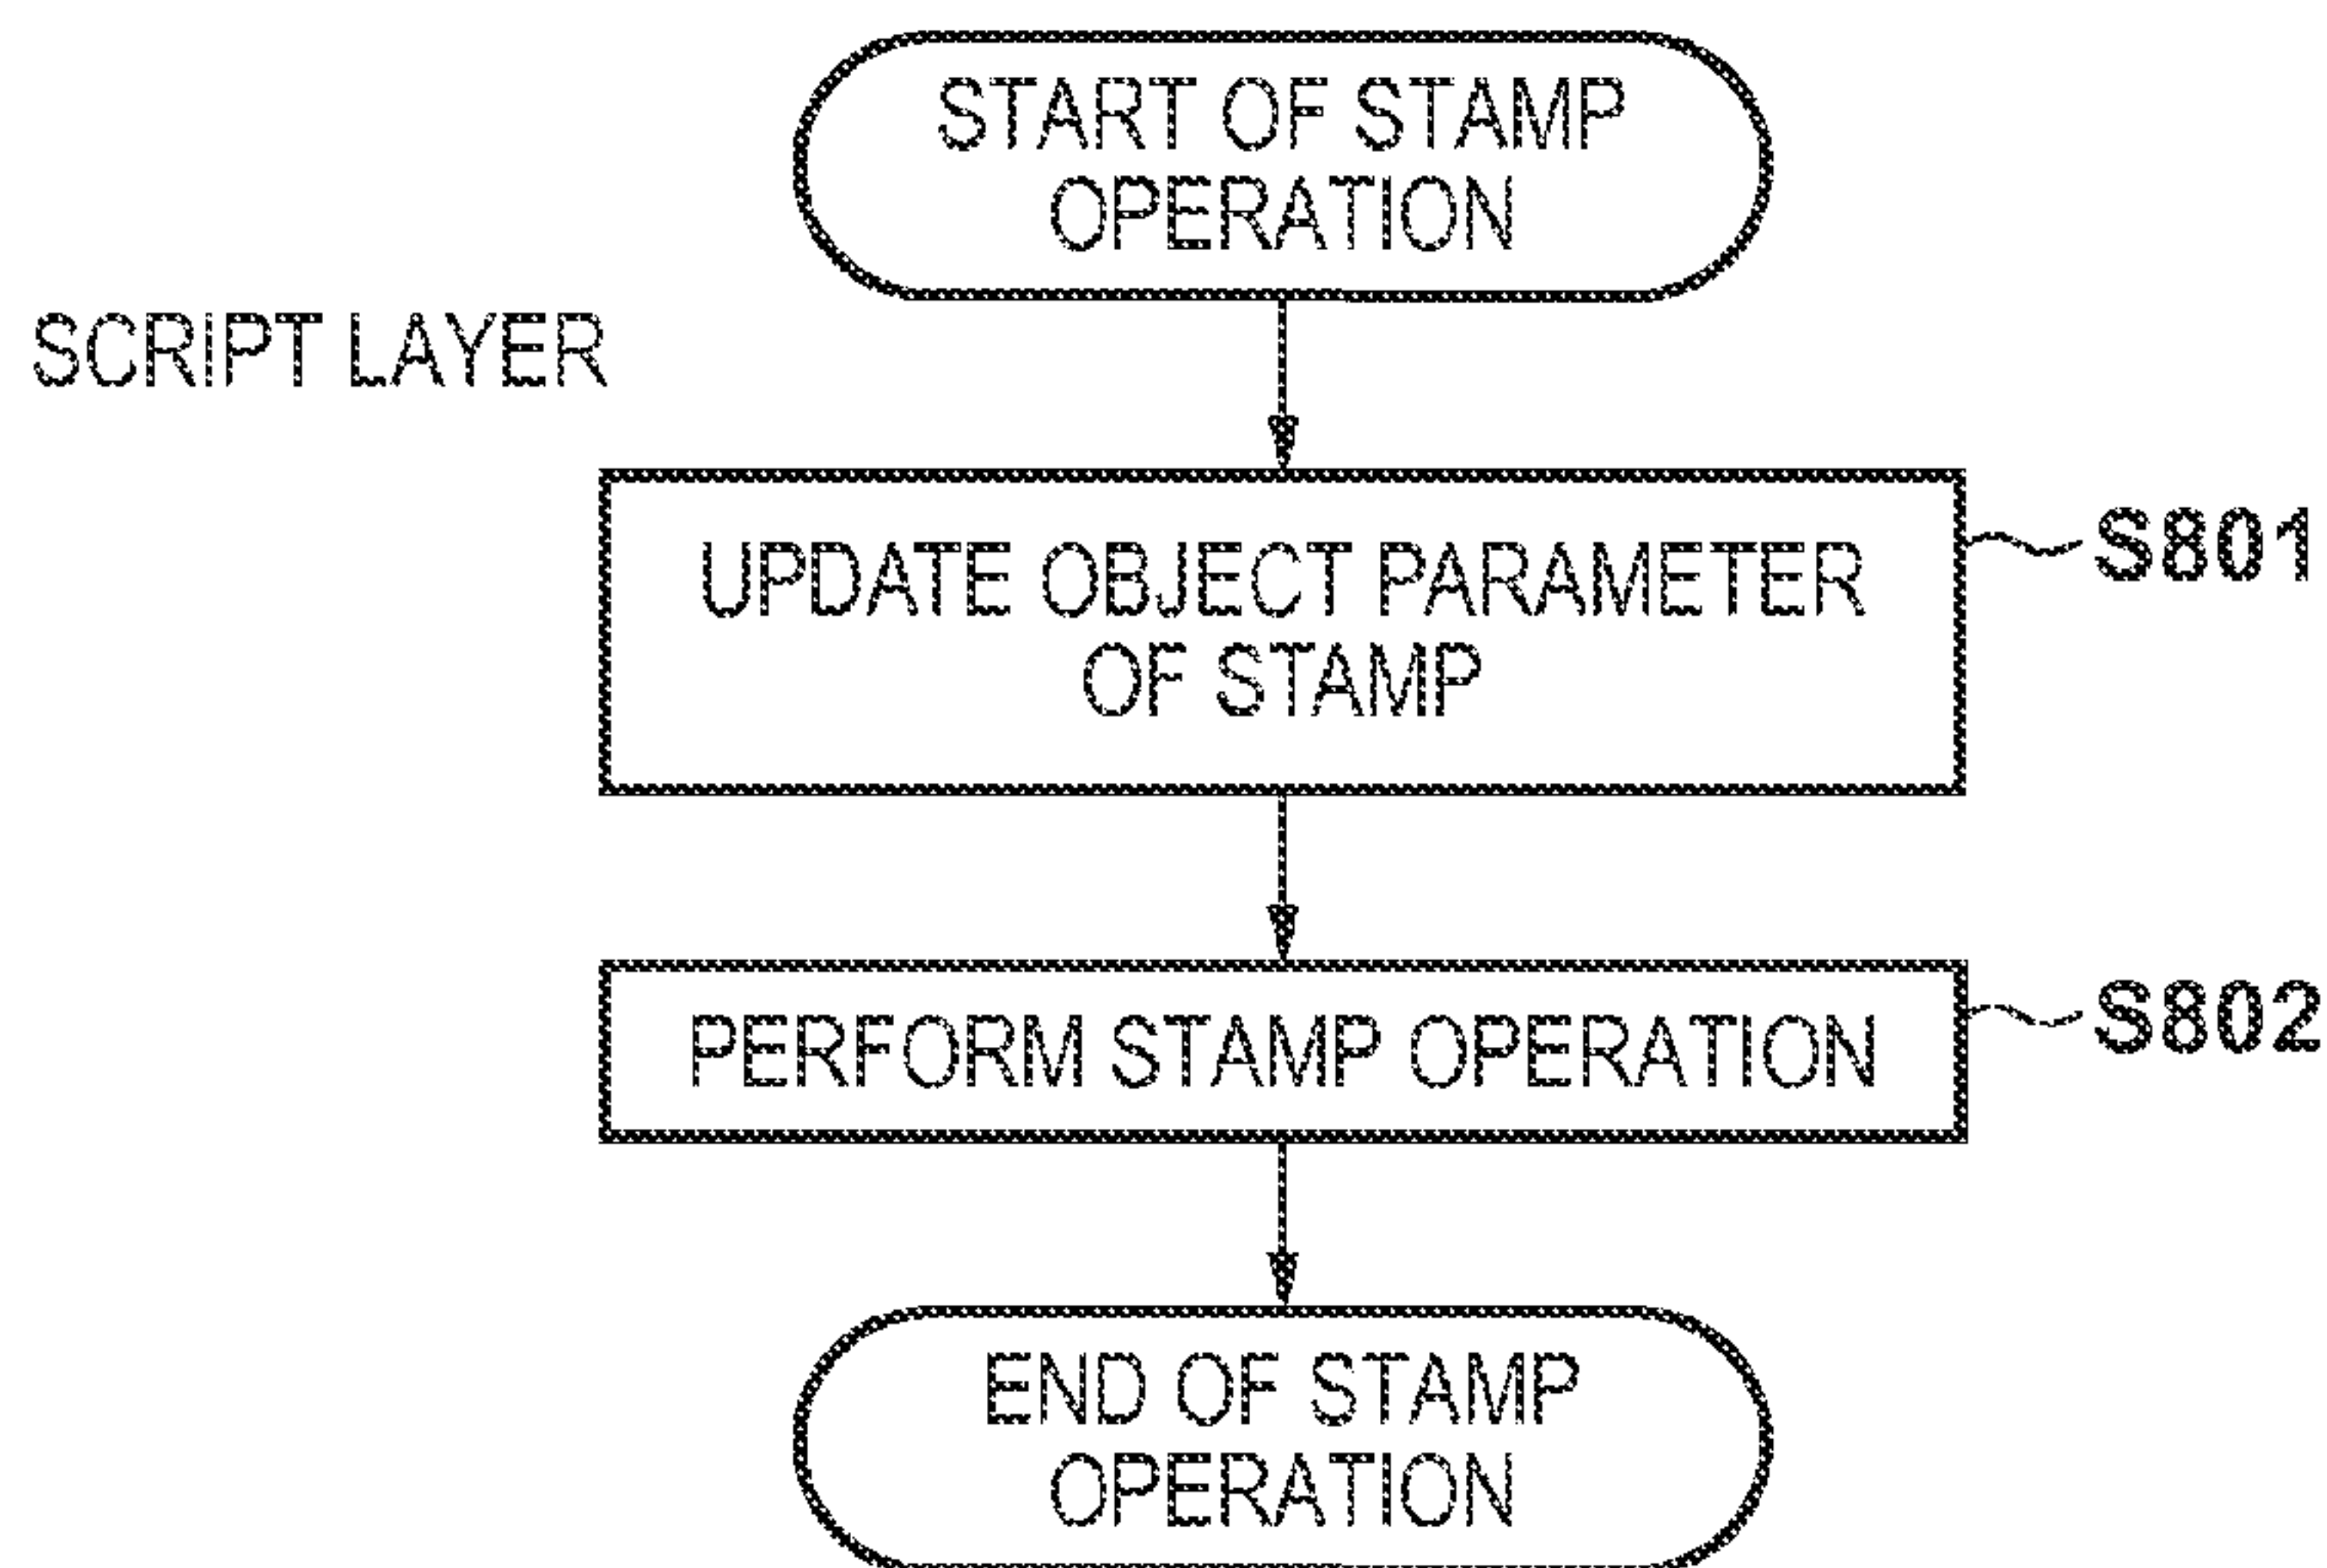 START OF STAMP
OPERATION
SCRIPT LAYER
UPDATE OBJECT PARAMETER
OF STAMP
S801
PERFORM STAMP OPERATION
S802
END OF STAMP
OPERATION